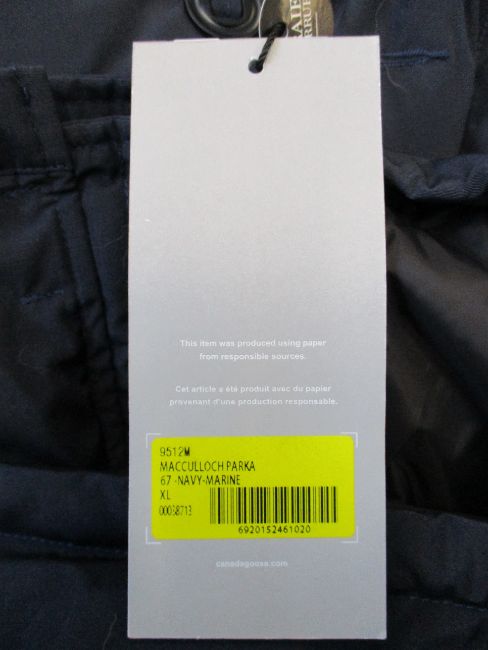 This item was produced using paper
from responsible sources.
Cet article a été produit avec du papier
provenant d'une production responsable.
9512M
MACCULLOCH PARKA
67 -NAVY-MARINE
XL
00058713
6920152461020
canadagoose.com